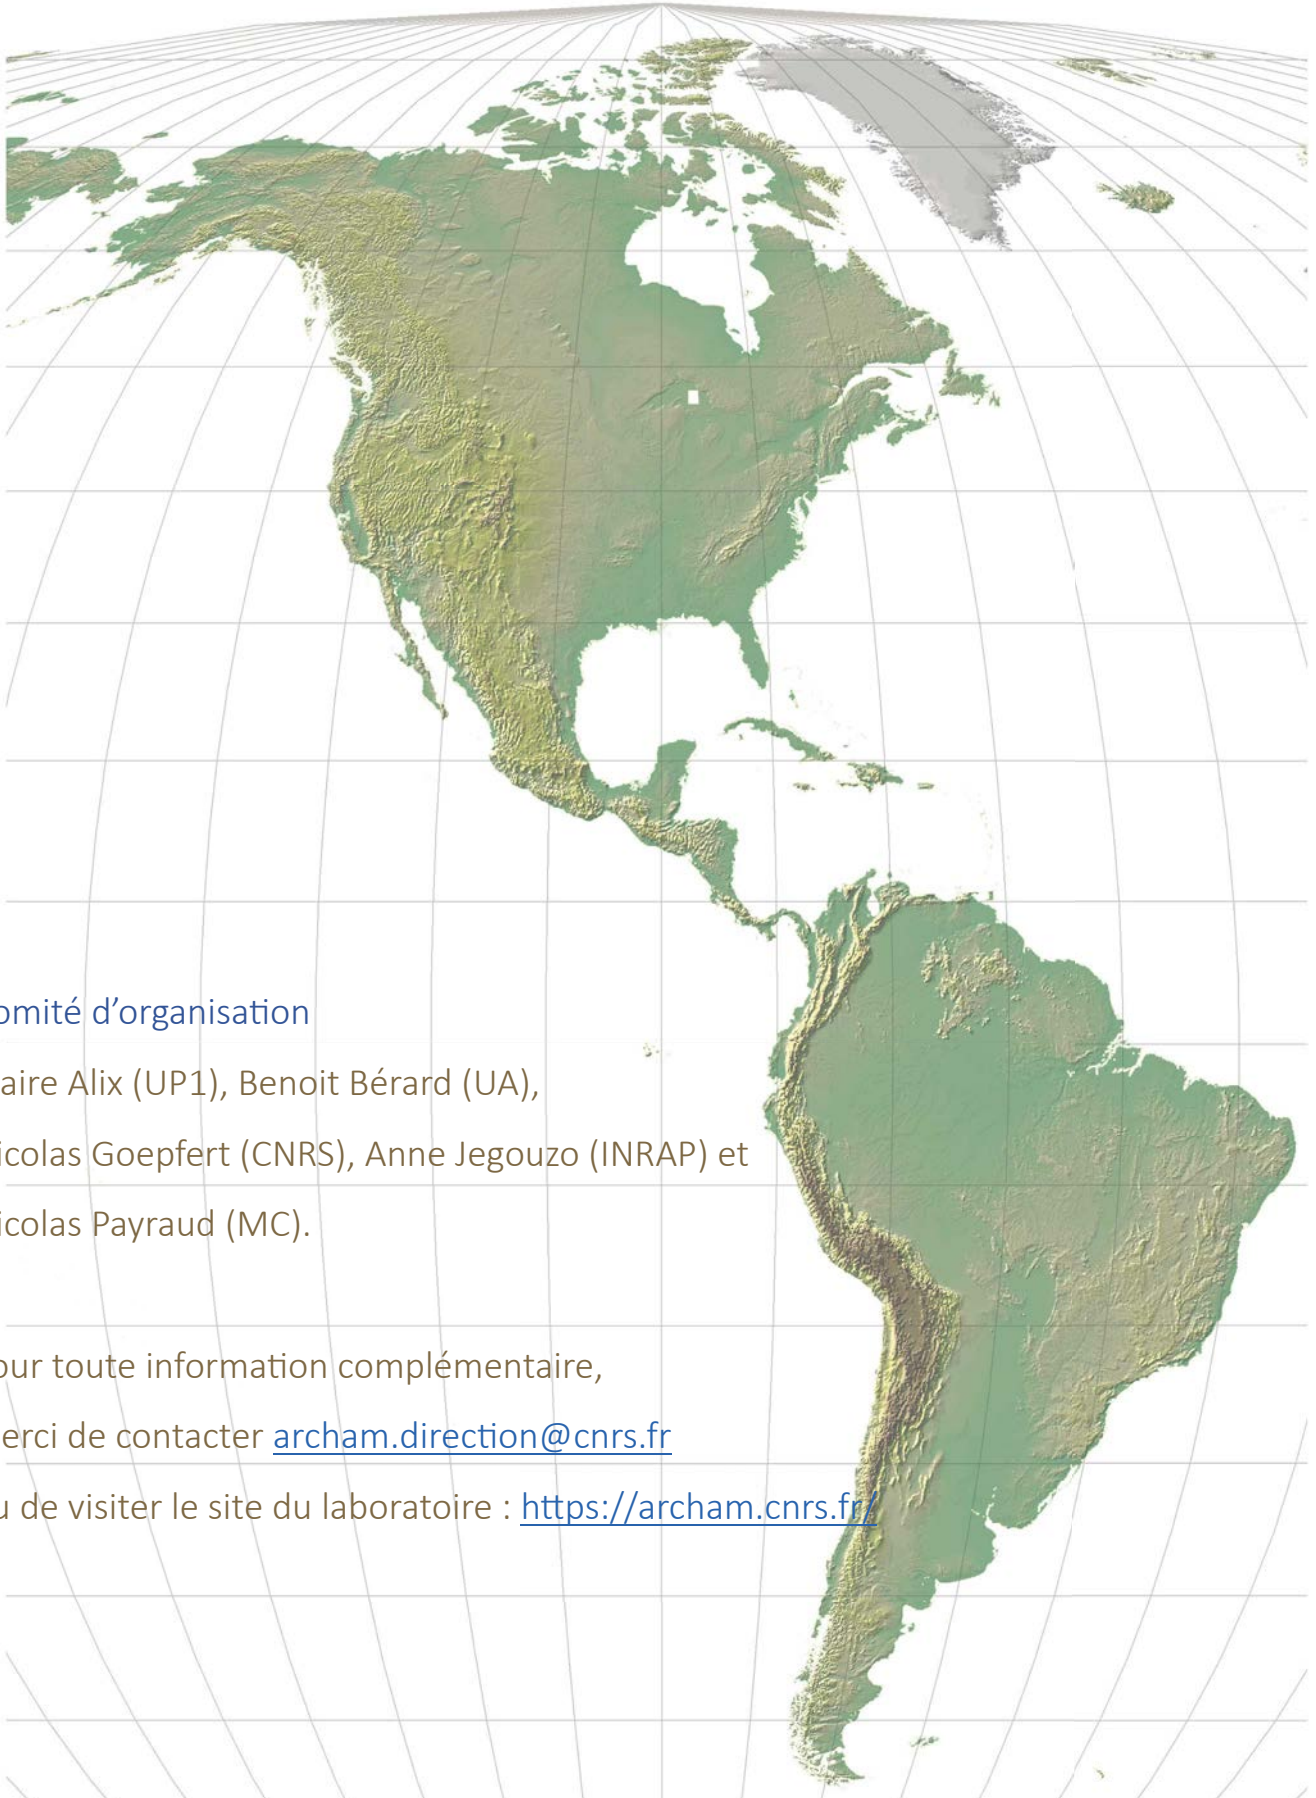 omité d’organisation
aire Alix (UP1), Benoit Bérard (UA),
icolas Goepfert (CNRS), Anne Jegouzo (INRAP) et
icolas Payraud (MC).
our toute information complémentaire,
erci de contacter archam.direction@cnrs.fr
u de visiter le site du laboratoire : https://archam.cnrs.fr/